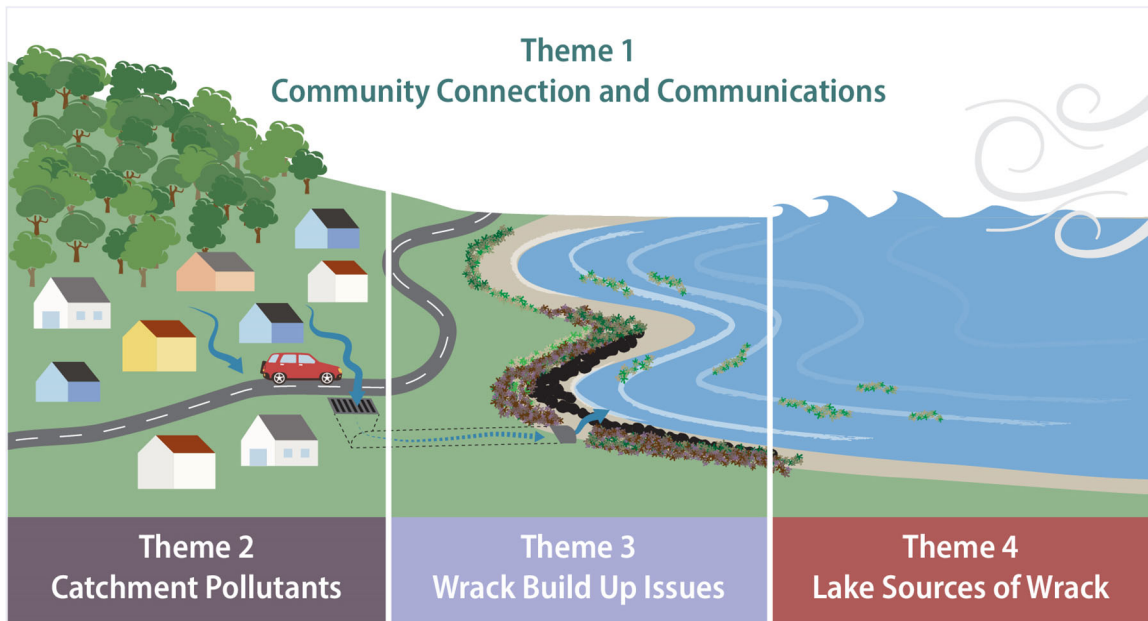 Theme 1
Community Connection and Communications
Theme 2
Catchment Pollutants
Theme 3
Wrack Build Up Issues
Theme 4
Lake Sources of Wrack